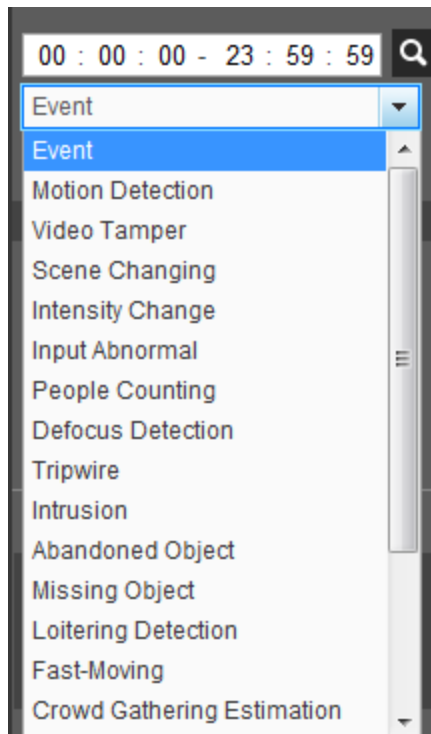 00 : 00 : 00 - 23 : 59 : 59
Event
Event
Motion Detection
Video Tamper
Scene Changing
Intensity Change
Input Abnormal
People Counting
Defocus Detection
Tripwire
Intrusion
Abandoned Object
Missing Object
Loitering Detection
Fast-Moving
Crowd Gathering Estimation